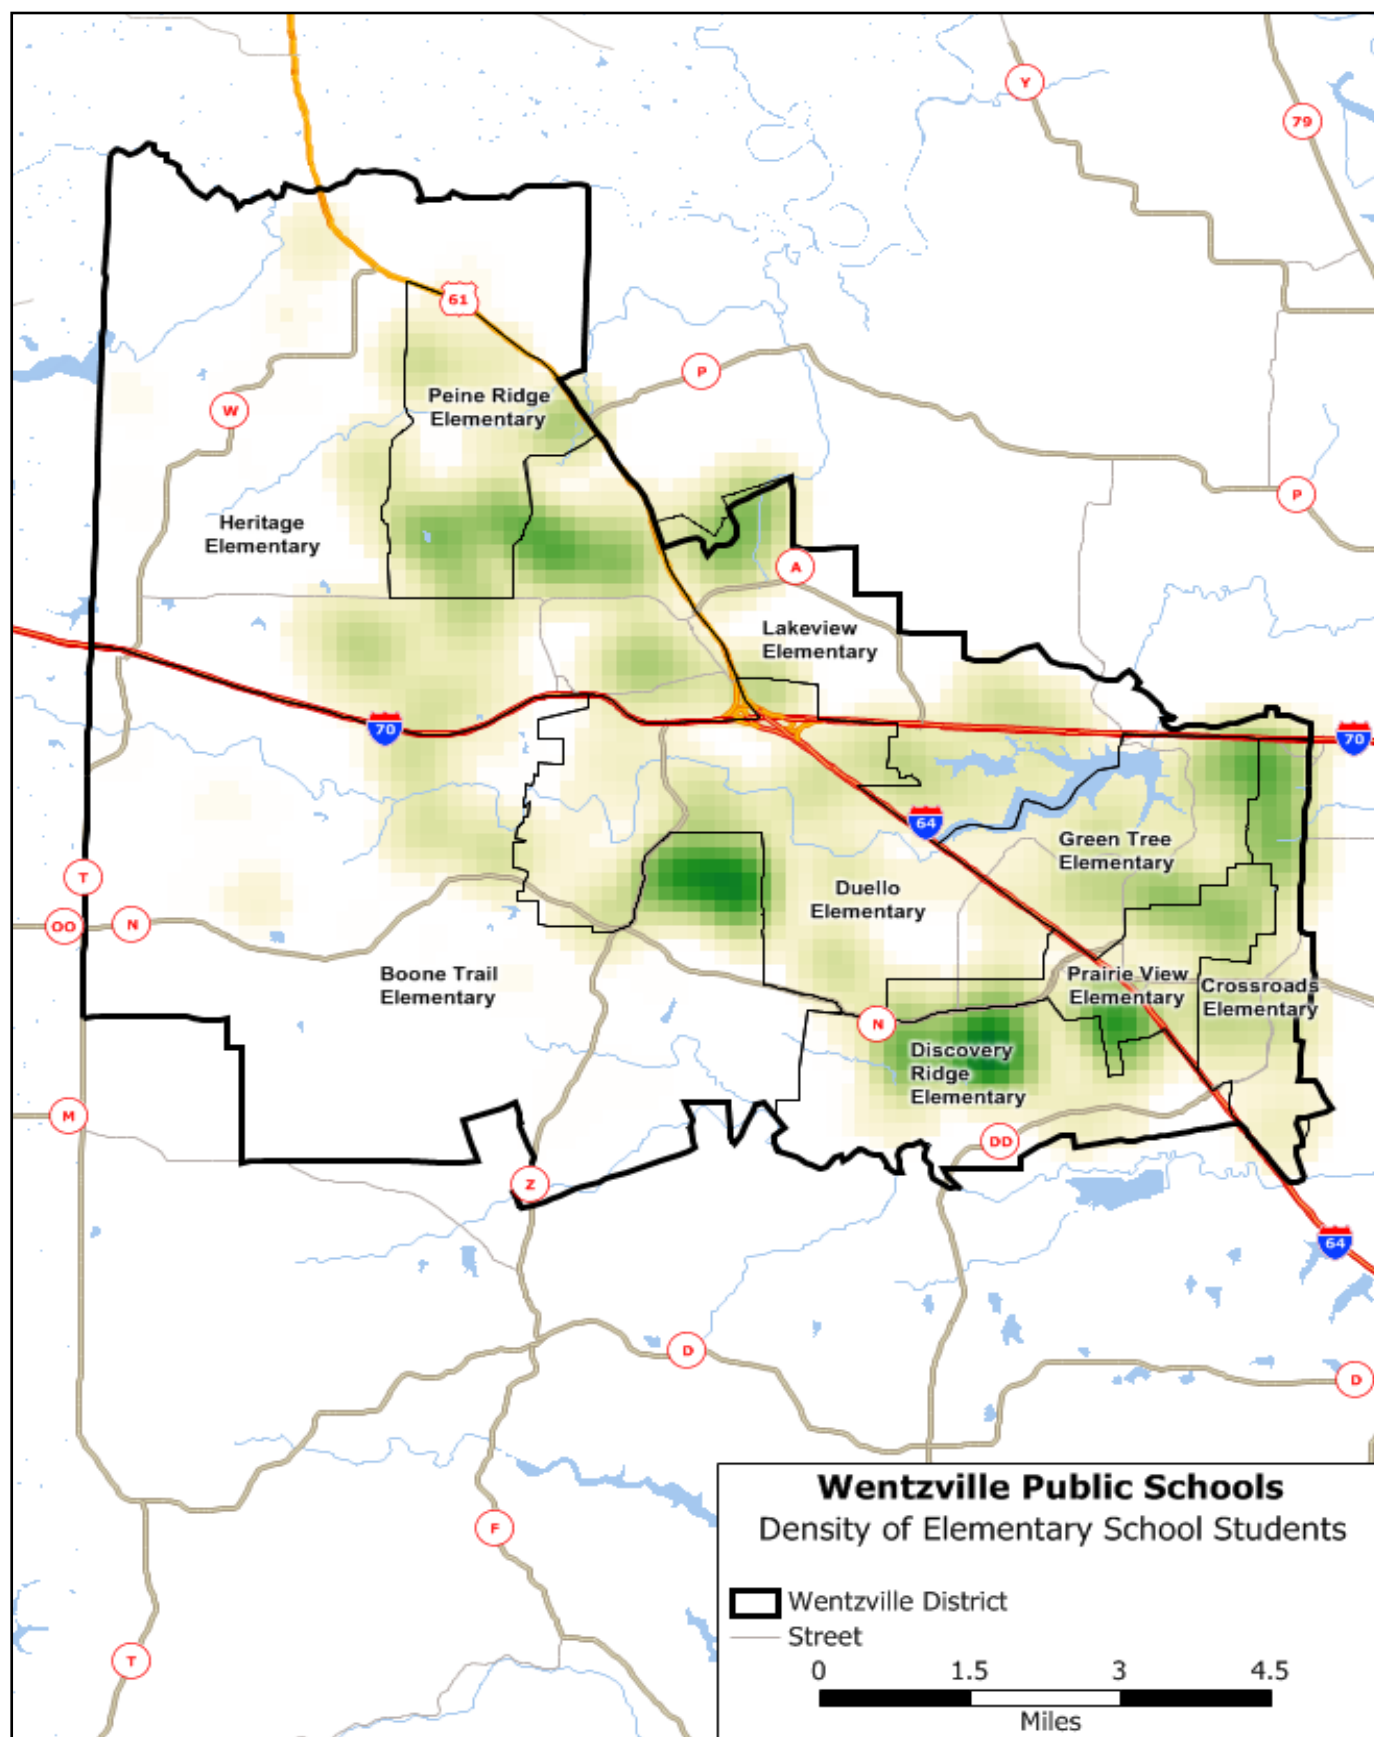 Y
79
61
P
Peine Ridge
Elementary
W
P
Heritage
Elementary
A
Lakeview
Elementary
70
70
64
Green Tree
Elementary
T
Duello
Elementary
OO
N
Boone Trail
Elementary
Prairie View
Elementary
Crossroads
Elementary
N
Discovery
Ridge
Elementary
M
DD
Z
64
D
D
F
T
Wentzville Public Schools
Density of Elementary School Students
Wentzville District
Street
0 1.5 3 4.5
Miles